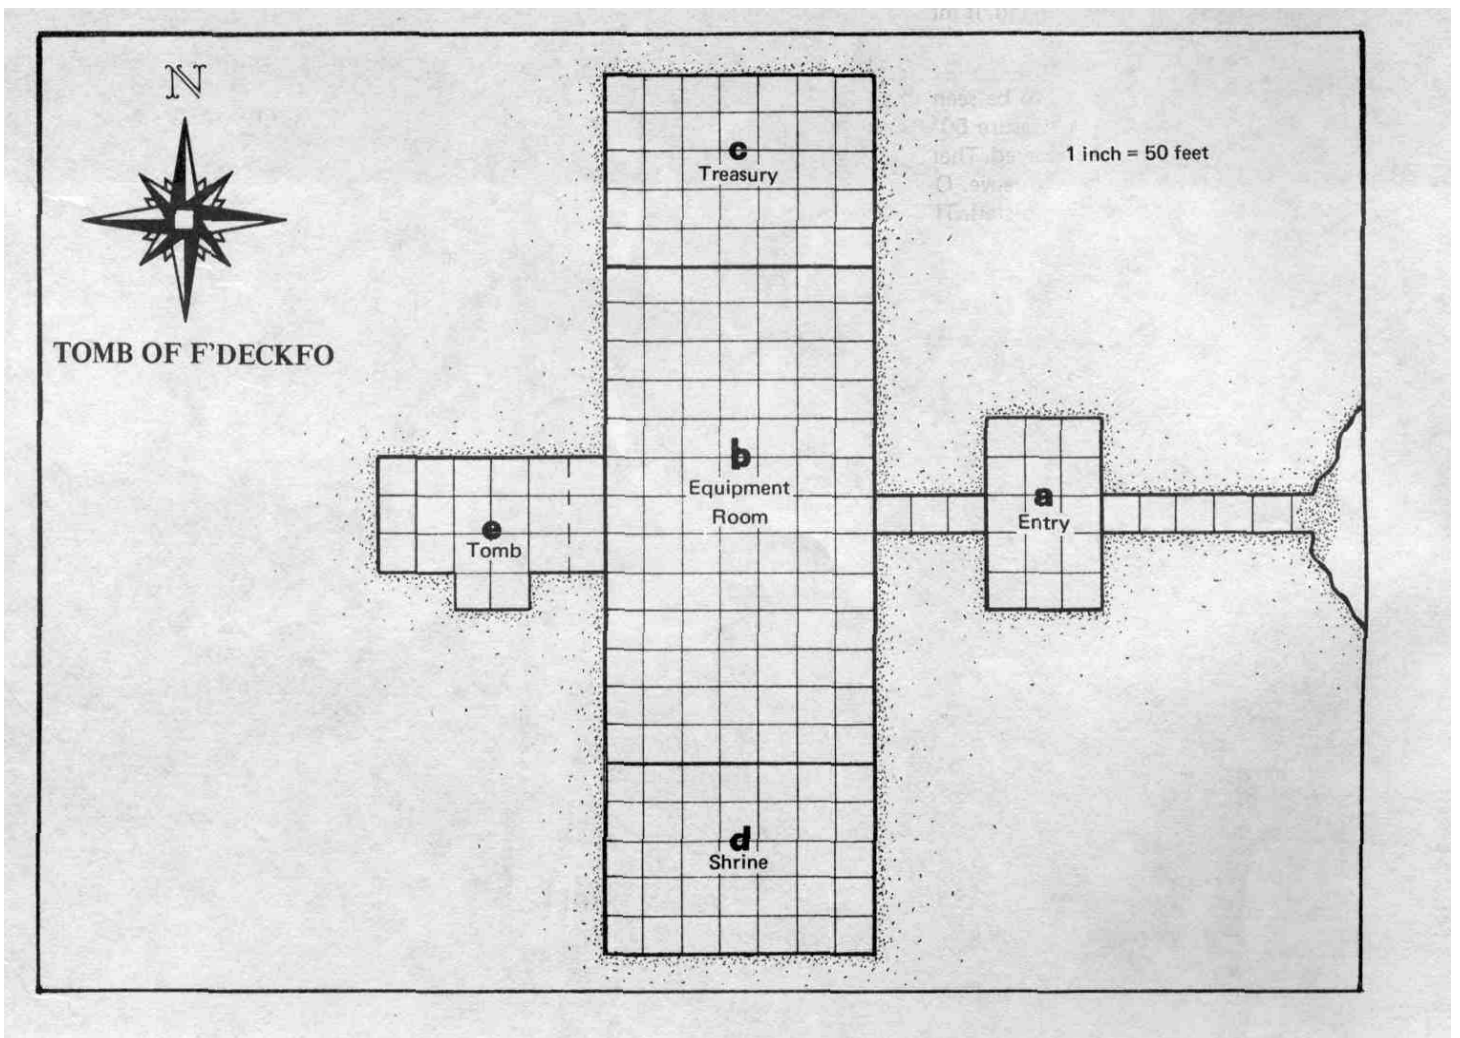 N
TOMB OF F'DECKFO
c
Treasury
1 inch = 50 feet
b
Equipment
Room
a
Entry
e
Tomb
d
Shrine